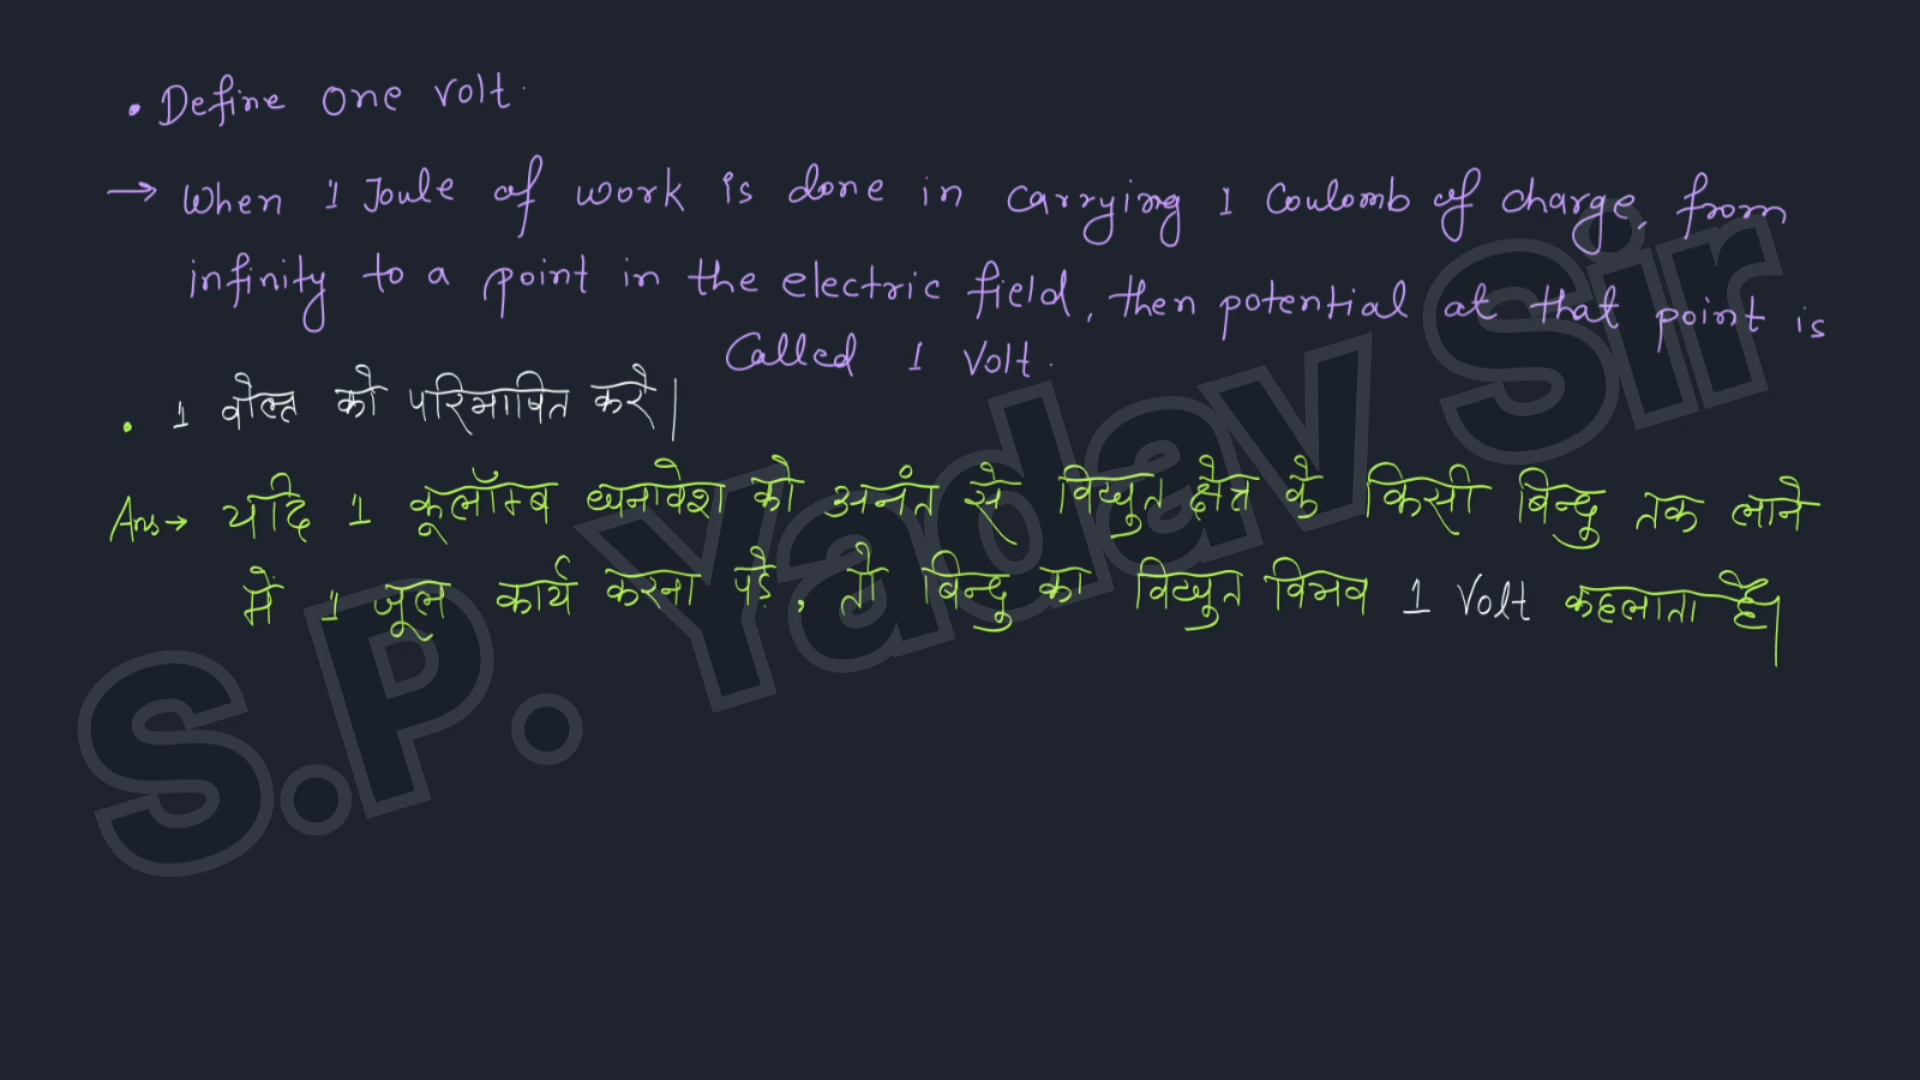 • Define one volt.
→ When 1 Joule of work is done in carrying 1 Coulomb of charge, from
infinity to a point in the electric field, then potential at that point is
Called 1 Volt.
• 1 वोल्ट को परिभाषित करे।
Ans → यदि 1 कूलॉम्ब धनावेश को अनंत से विद्युत क्षेत्र के किसी बिन्दु तक लाने
में 1 जूल कार्य करना पड़े, तो बिन्दु का विद्युत विभव 1 Volt कहलाता है।
S.P. Yadav Sir